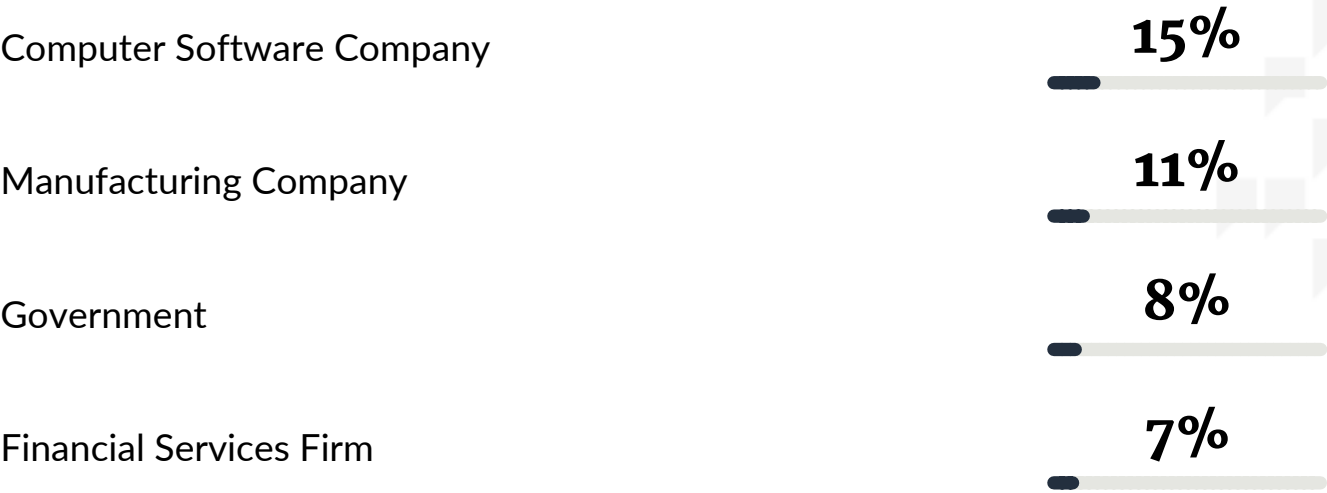 Computer Software Company
15%
Manufacturing Company
11%
Government
8%
Financial Services Firm
7%